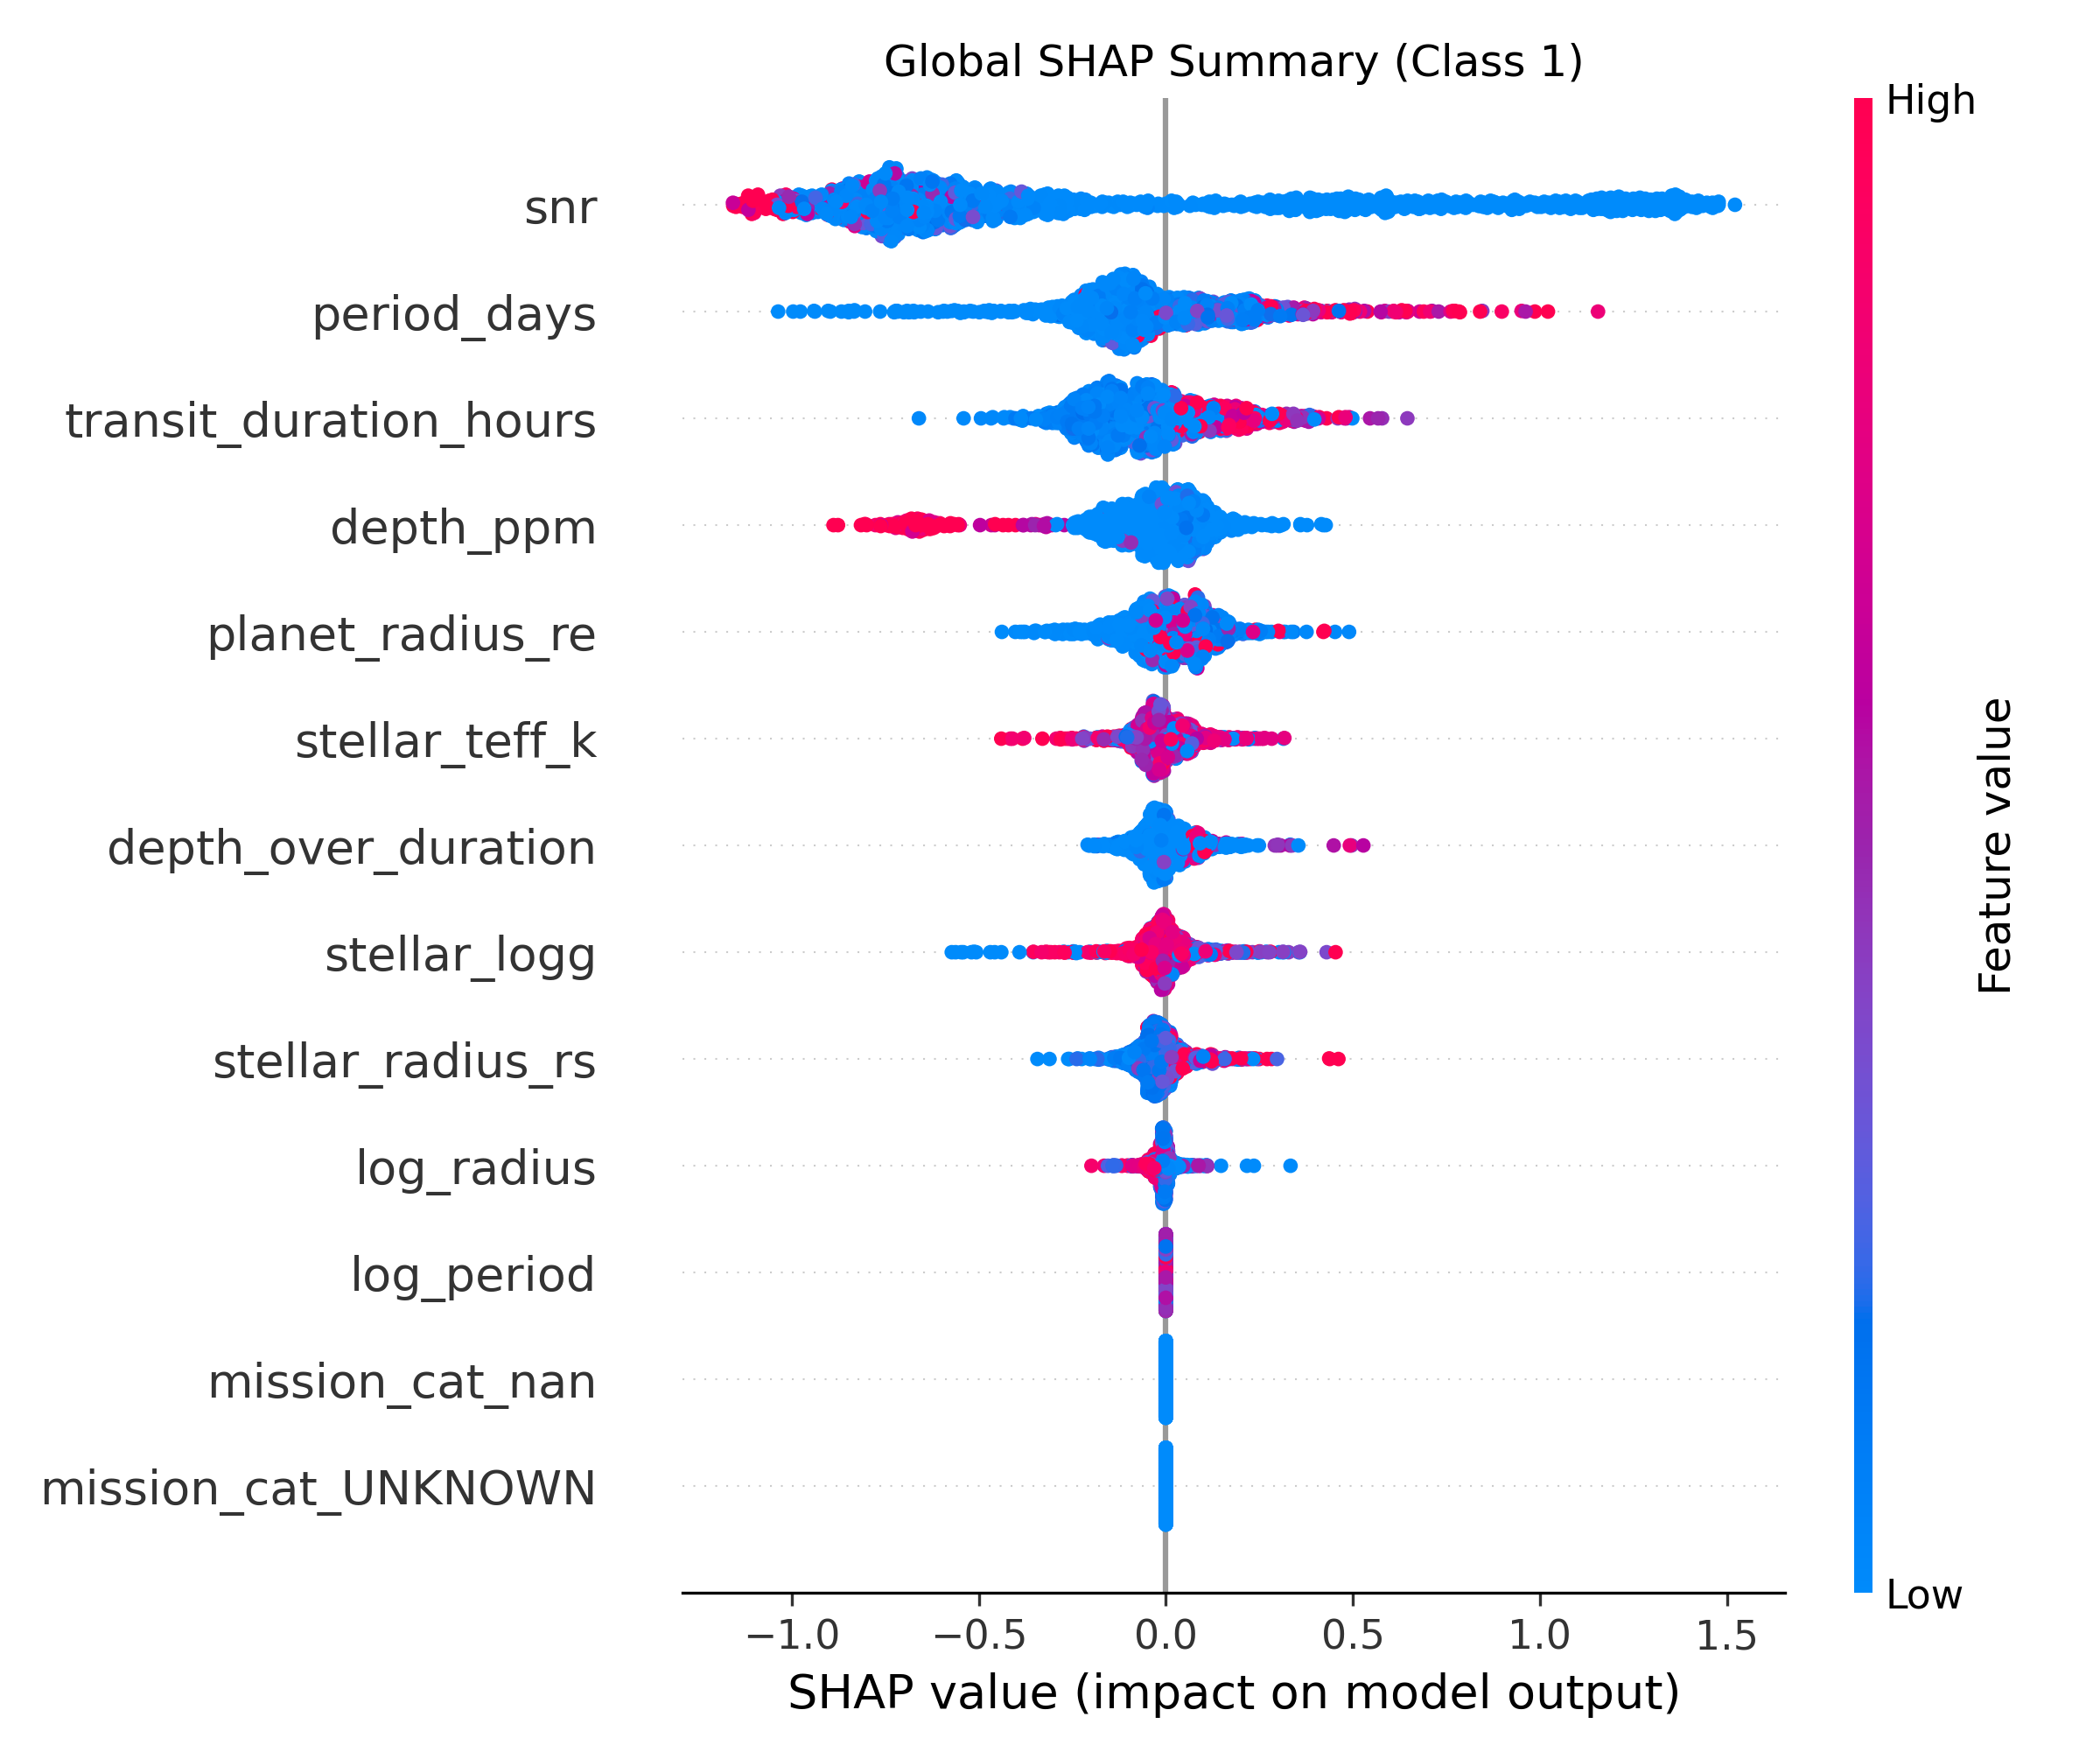 Global SHAP Summary (Class 1)
High
snr
period_days
transit_duration_hours
depth_ppm
planet_radius_re
stellar_teff_k
depth_over_duration
stellar_logg
stellar_radius_rs
log_radius
log_period
mission_cat_nan
mission_cat_UNKNOWN
Feature value
Low
−1.0 −0.5 0.0 0.5 1.0 1.5
SHAP value (impact on model output)